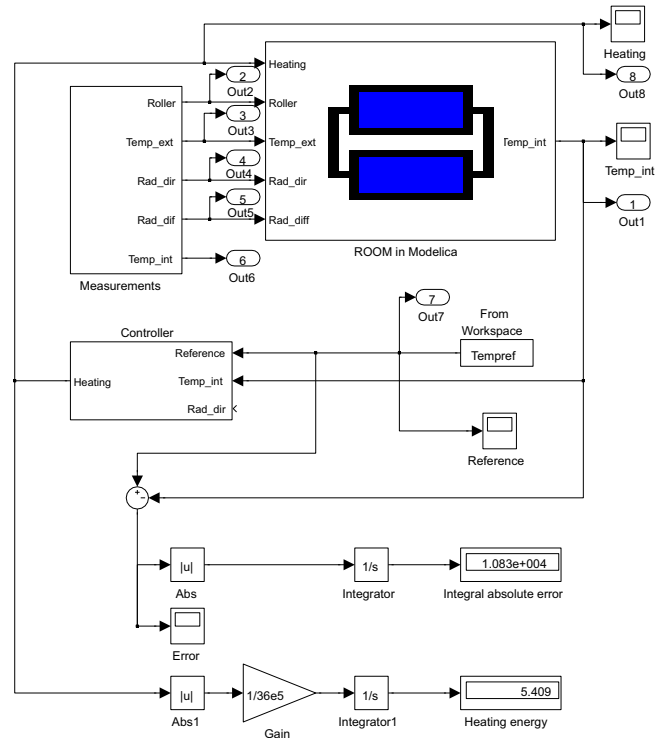 Heating
8
Out8
Heating
2
Out2
Roller
Roller
3
Out3
Temp_ext
Temp_ext
Temp_int
Temp_int
4
Out4
Rad_dir
Rad_dir
5
Out5
Rad_dif
Rad_diff
1
Out1
Temp_int
6
Out6
ROOM in Modelica
Measurements
7
Out7
From
Workspace
Tempref
Controller
Reference
Heating
Temp_int
Rad_dir
Reference
+
-
|u|
Abs
1/s
Integrator
1.083e+004
Integral absolute error
Error
|u|
Abs1
1/36e5
Gain
1/s
Integrator1
5.409
Heating energy